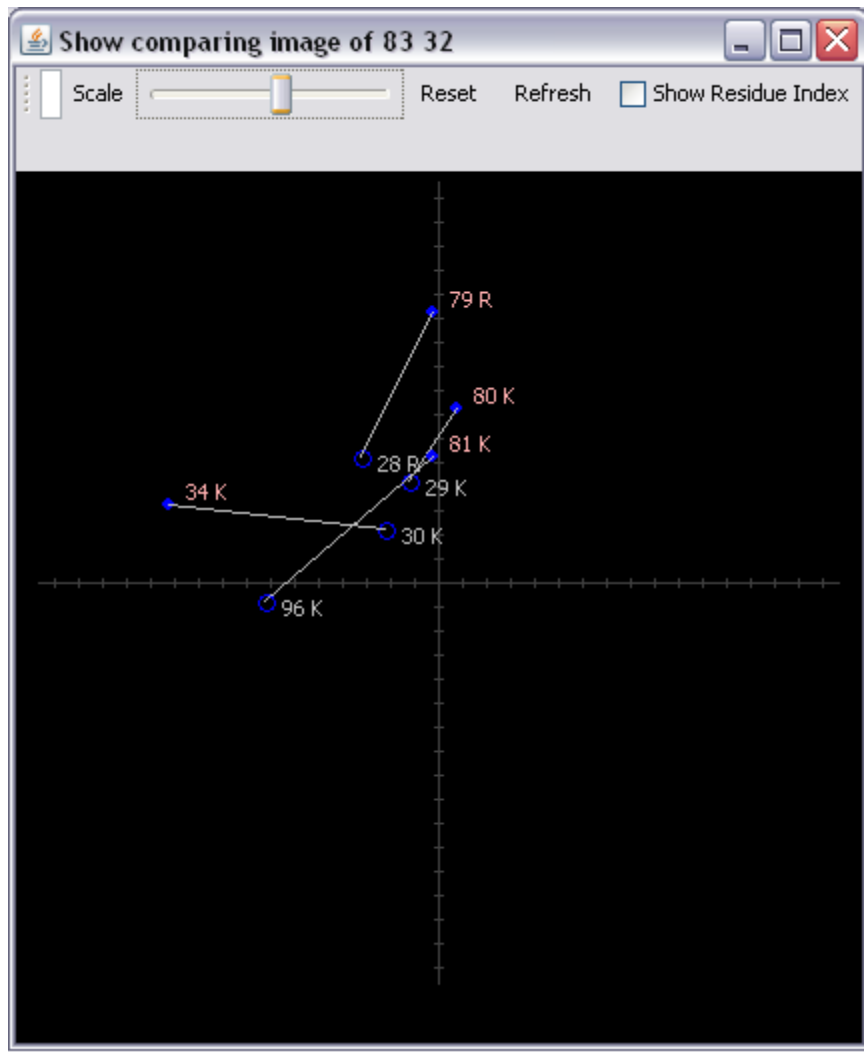 Show comparing image of 83 32
Scale Reset Refresh Show Residue Index
79 R
80 K
81 K
28 R
29 K
34 K
30 K
96 K